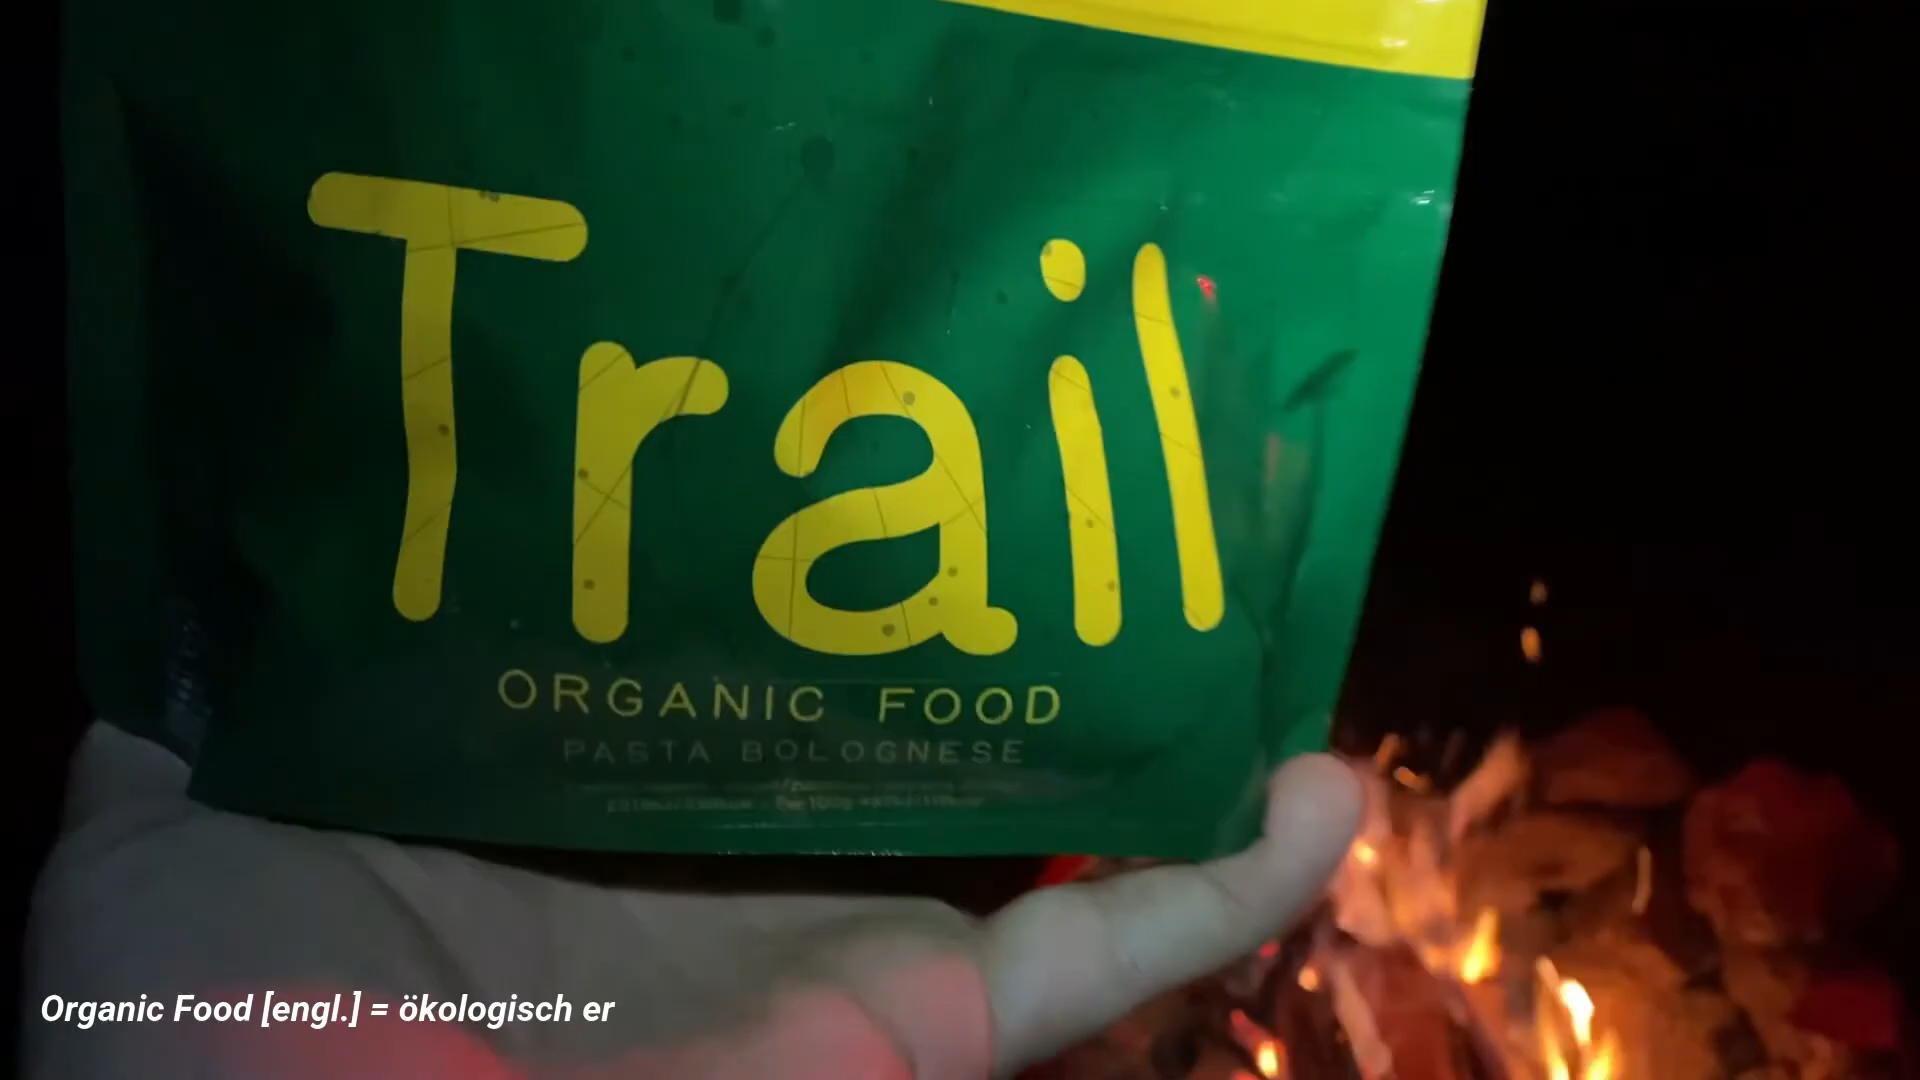 Trail
ORGANIC FOOD
PASTA BOLOGNESE
Organic Food [engl.] = ökologisch er